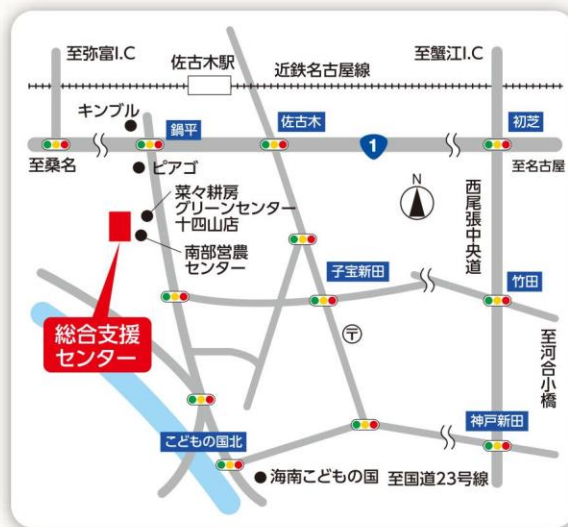 至弥富I.C
佐古木駅
近鉄名古屋線
至蟹江I.C
キンブル
鍋平
佐古木
1
初芝
至桑名
ピアゴ
至名古屋
菜々耕房
グリーンセンター
十四山店
N
西尾張中央道
南部営農
センター
子宝新田
竹田
総合支援
センター
〒
至河合小橋
こどもの国北
神戸新田
海南こどもの国
至国道23号線